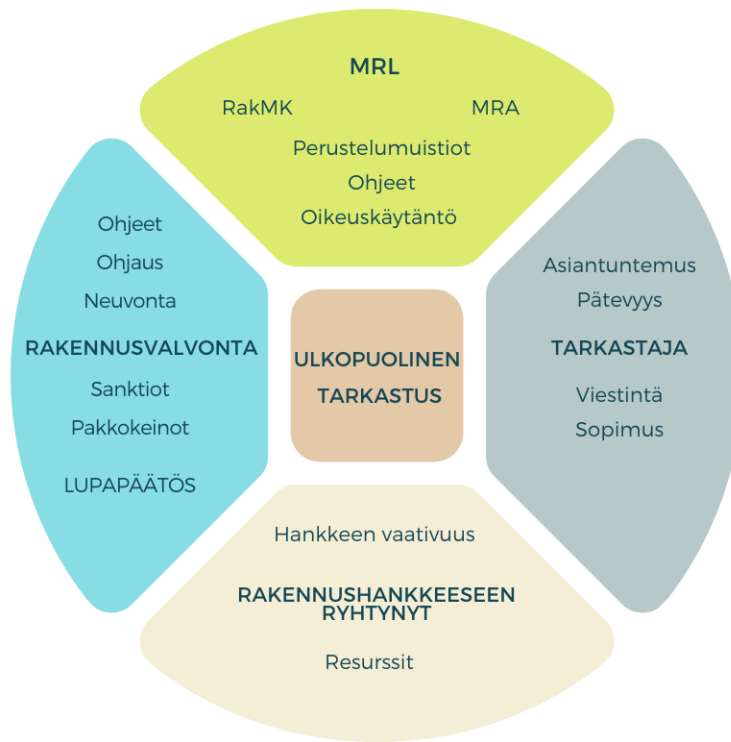 MRL
RakMK
MRA
Perustelumuistiot
Ohjeet
Oikeuskäytäntö
Ohjeet
Ohjaus
Neuvonta
RAKENNUSVALVONTA
Sanktiot
Pakkokeinot
LUPAPÄÄTÖS
ULKOPUOLINEN
TARKASTUS
Asiantuntemus
Pätevyys
TARKASTAJA
Viestintä
Sopimus
Hankkeen vaativuus
RAKENNUSHANKKEESEEN
RYHTYNYT
Resurssit